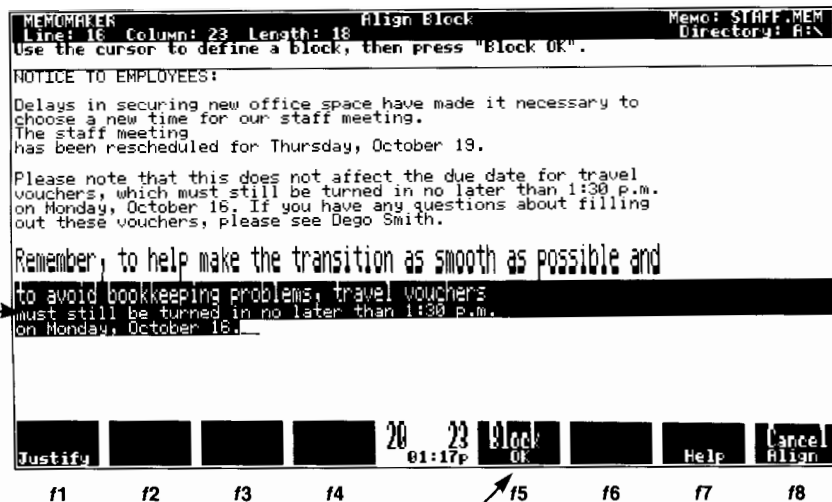 MEMOMAKER Align Block Memo: STAFF.MEM
Line: 16 Column: 23 Length: 18 Directory: A:\
Use the cursor to define a block, then press "Block OK".
NOTICE TO EMPLOYEES:
Delays in securing new office space have made it necessary to
choose a new time for our staff meeting.
The staff meeting
has been rescheduled for Thursday, October 19.
Please note that this does not affect the due date for travel
vouchers, which must still be turned in no later than 1:30 p.m.
on Monday, October 16. If you have any questions about filling
out these vouchers, please see Dego Smith.
Remember, to help make the transition as smooth as possible and
to avoid bookkeeping problems, travel vouchers
must still be turned in no later than 1:30 p.m.
on Monday, October 16.
20 23 Block Cancel
Justify 01:17p OK Help Align
f1 f2 f3 f4 f5 f6 f7 f8